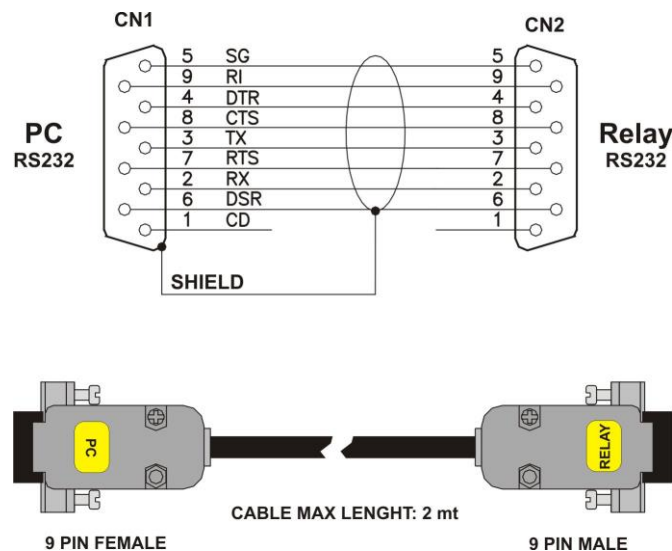 CN1
CN2
5 SG 5
9 RI 9
4 DTR 4
8 CTS 8
3 TX 3
7 RTS 7
2 RX 2
6 DSR 6
1 CD 1
PC
RS232
Relay
RS232
SHIELD
PC
RELAY
CABLE MAX LENGHT: 2 mt
9 PIN FEMALE
9 PIN MALE